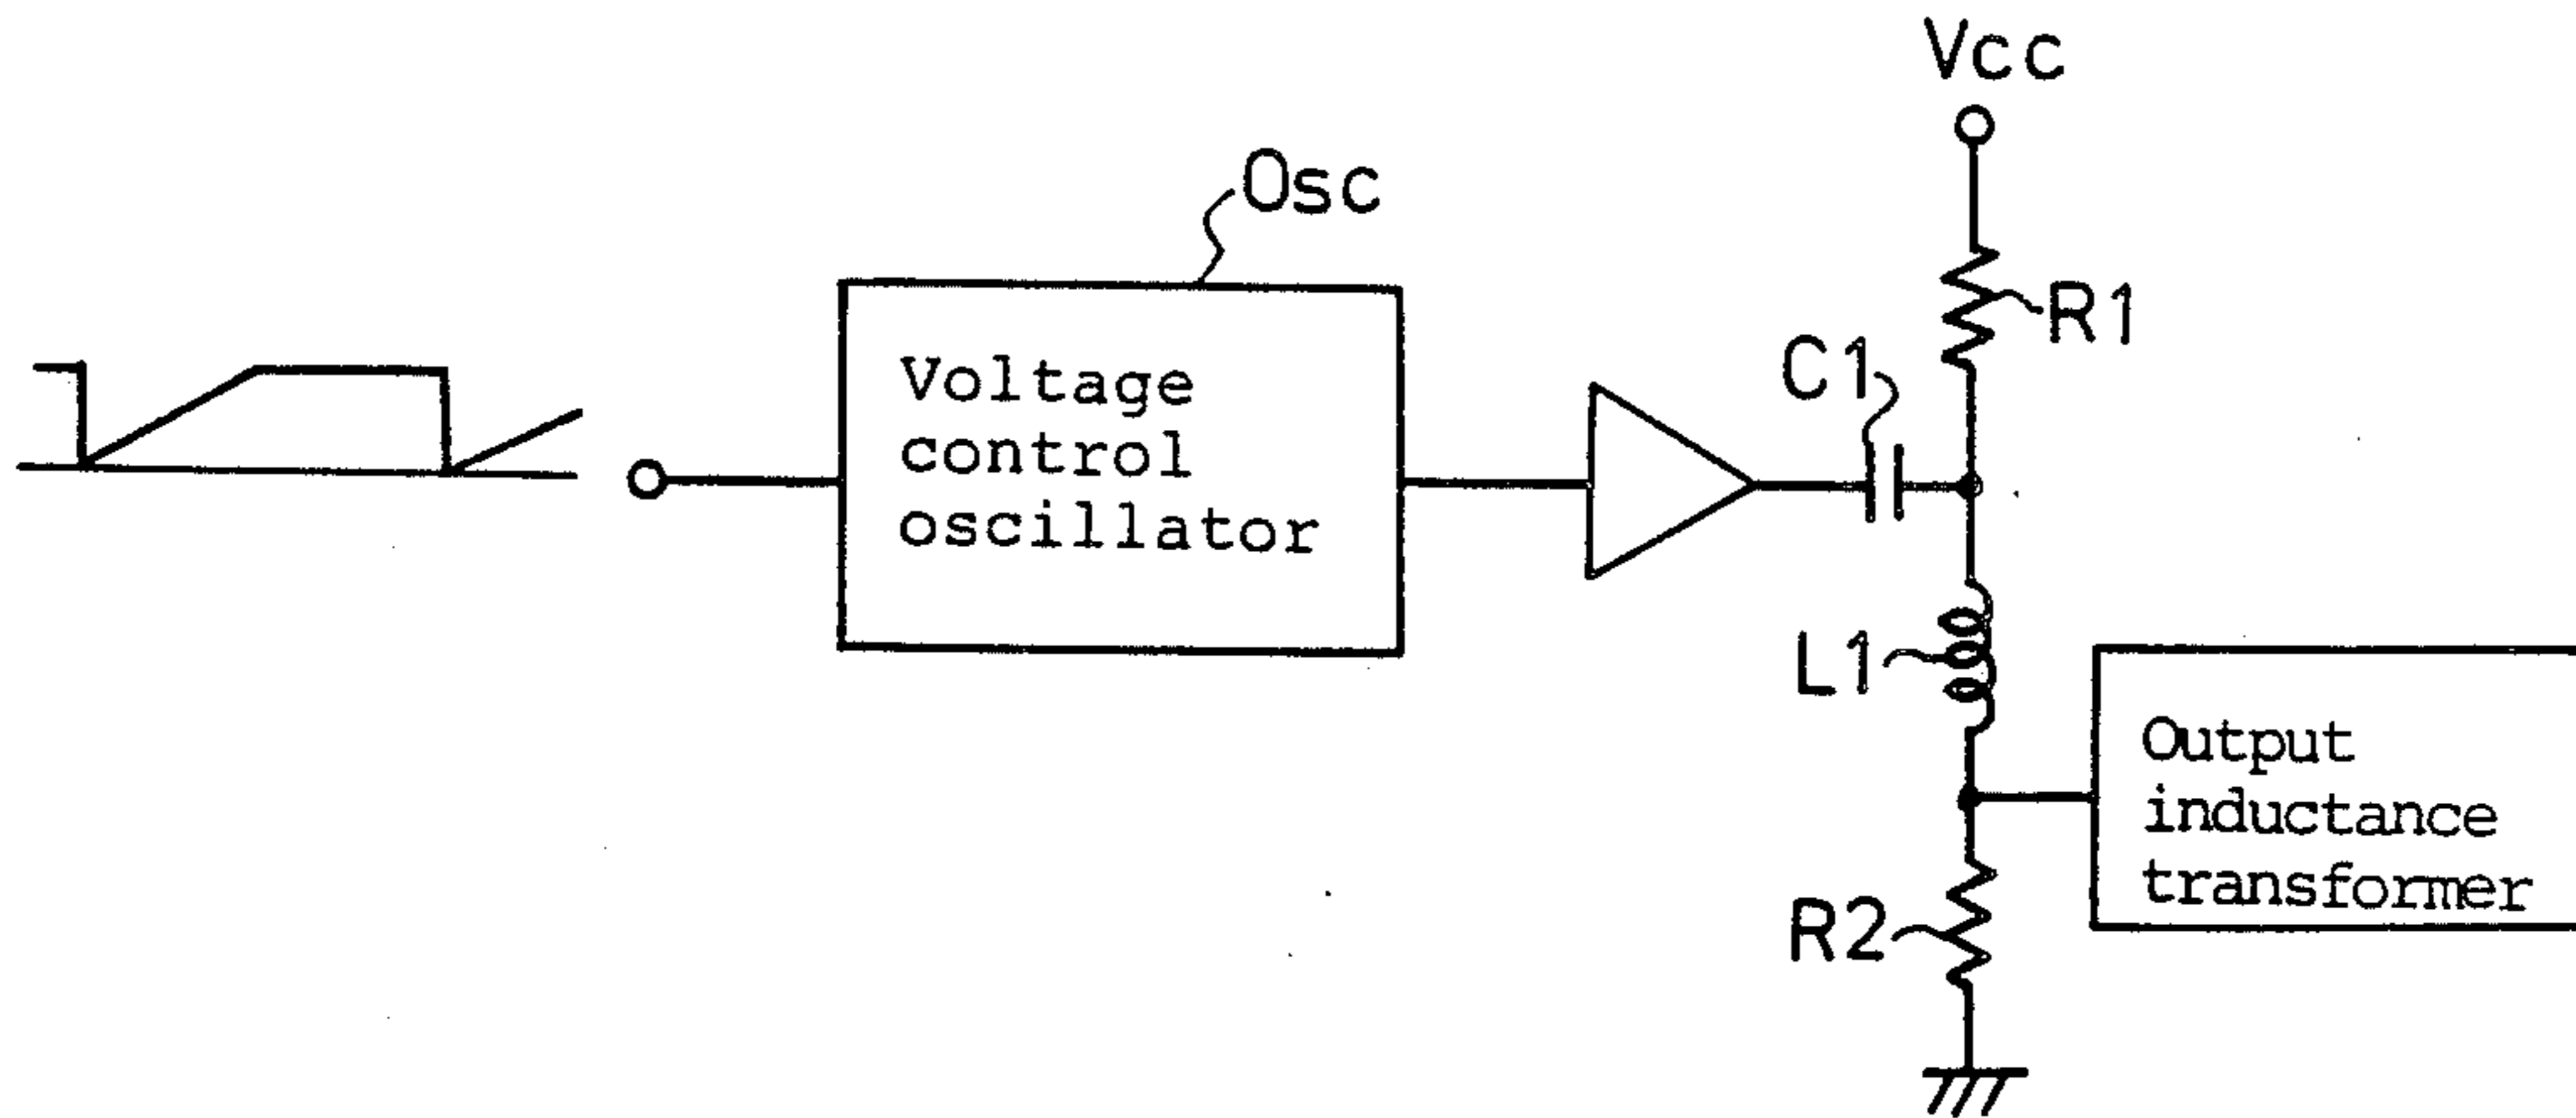 Vcc
Osc
R1
C1
Voltage
control
oscillator
L1
Output
inductance
transformer
R2